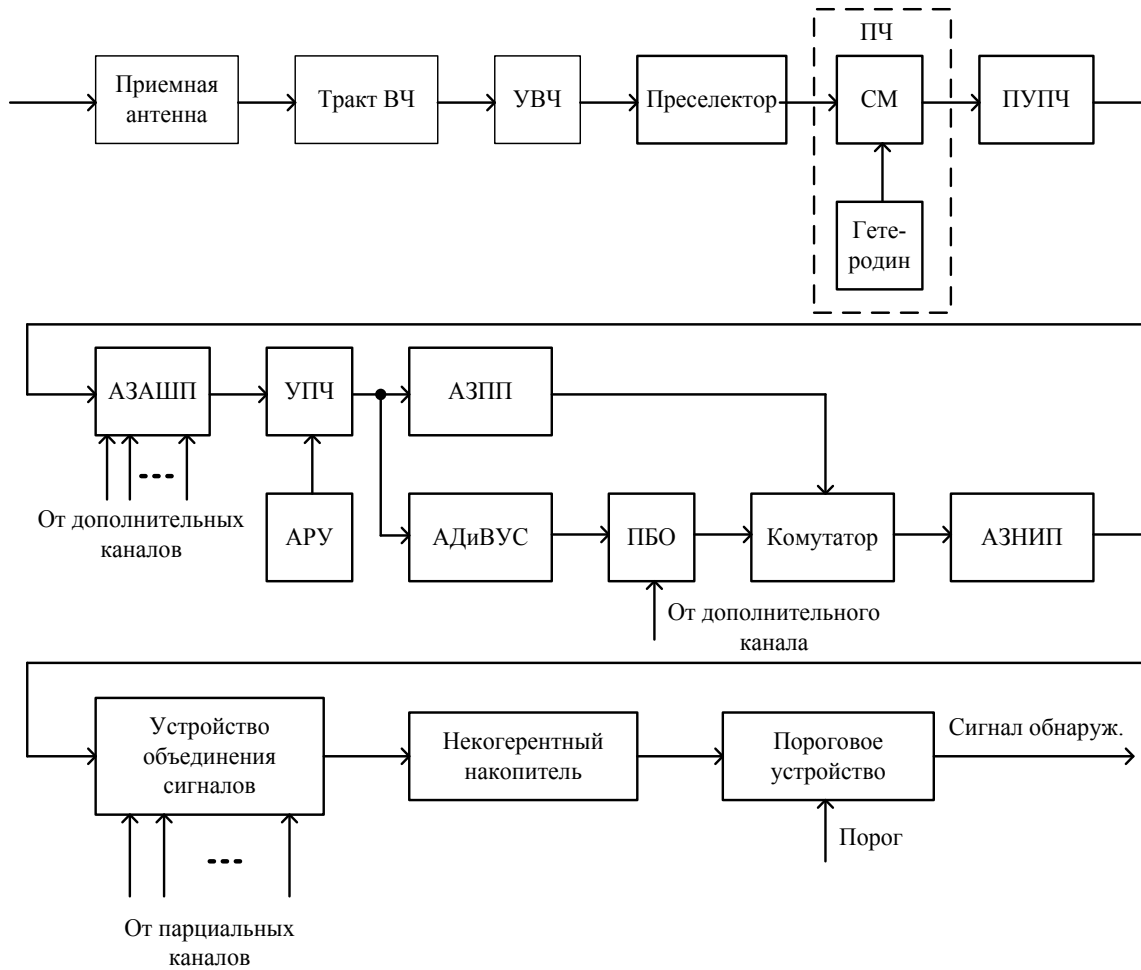 ПЧ
Приемная
антенна
Тракт ВЧ
УВЧ
Преселектор
СМ
ПУПЧ
Гете-
родин
АЗАШП
УПЧ
АЗПП
От дополнительных
каналов
АРУ
АДиВУС
ПБО
Комутатор
АЗНИП
От дополнительного
канала
Устройство
объединения
сигналов
Некогерентный
накопитель
Пороговое
устройство
Сигнал обнаруж.
Порог
От парциальных
каналов